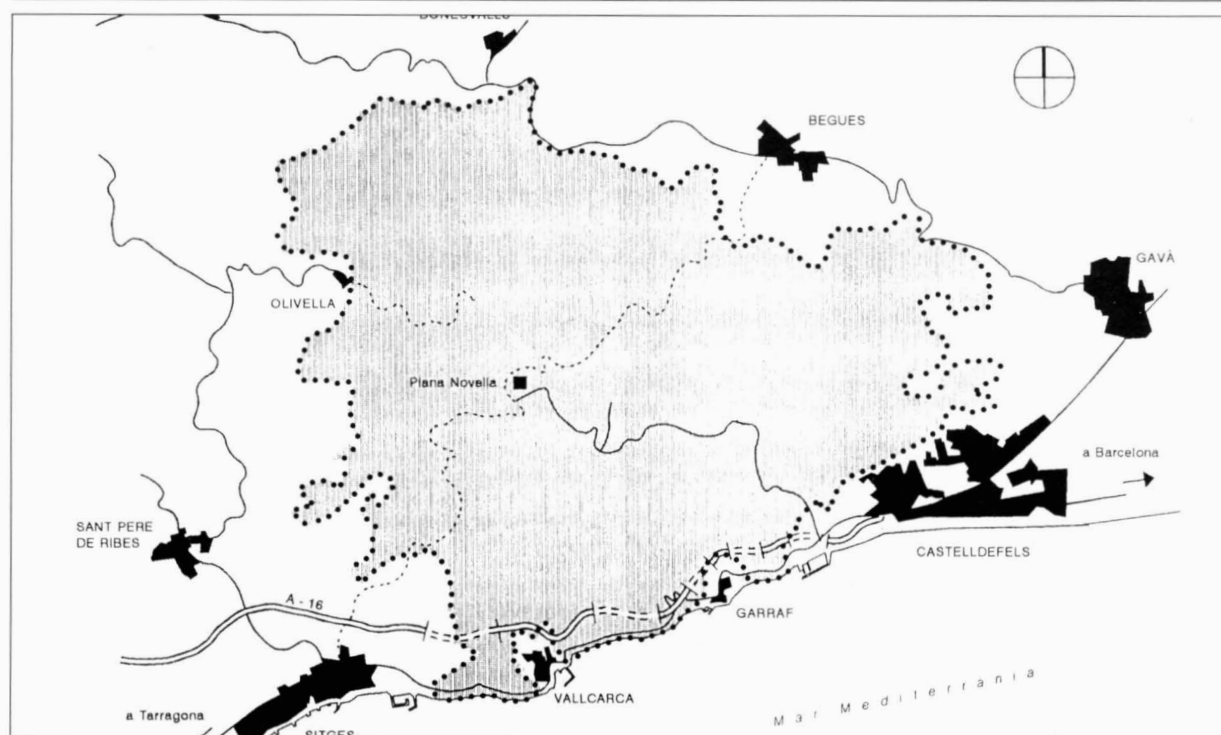 BEGUES
GAVÀ
OLIVELLA
Plana Novella
a Barcelona
SANT PERE
DE RIBES
CASTELLDEFELS
A-16
GARRAF
VALLCARCA
a Tarragona
Mar Mediterrània